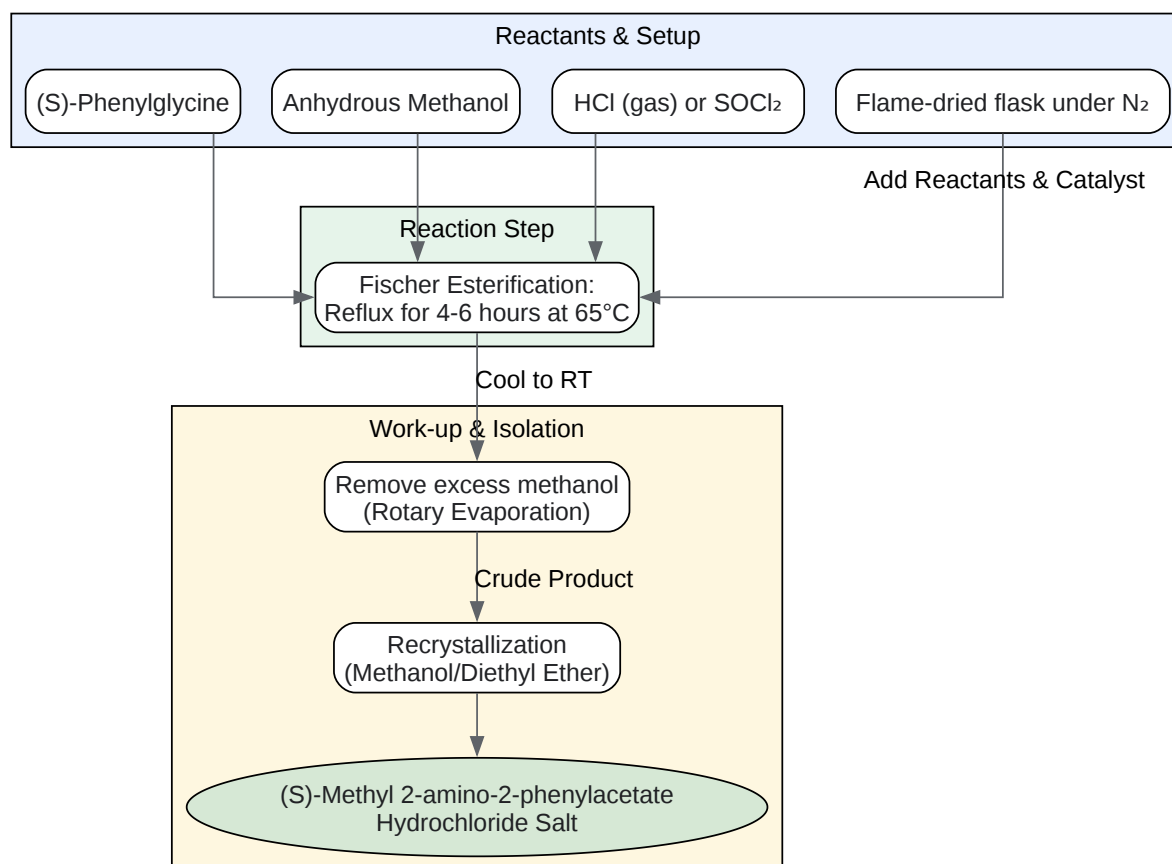 Reactants & Setup
(S)-Phenylglycine
Anhydrous Methanol
HCl (gas) or SOCl₂
Flame-dried flask under N₂
Add Reactants & Catalyst
Reaction Step
Fischer Esterification:
Reflux for 4-6 hours at 65°C
Cool to RT
Work-up & Isolation
Remove excess methanol
(Rotary Evaporation)
Crude Product
Recrystallization
(Methanol/Diethyl Ether)
(S)-Methyl 2-amino-2-phenylacetate
Hydrochloride Salt